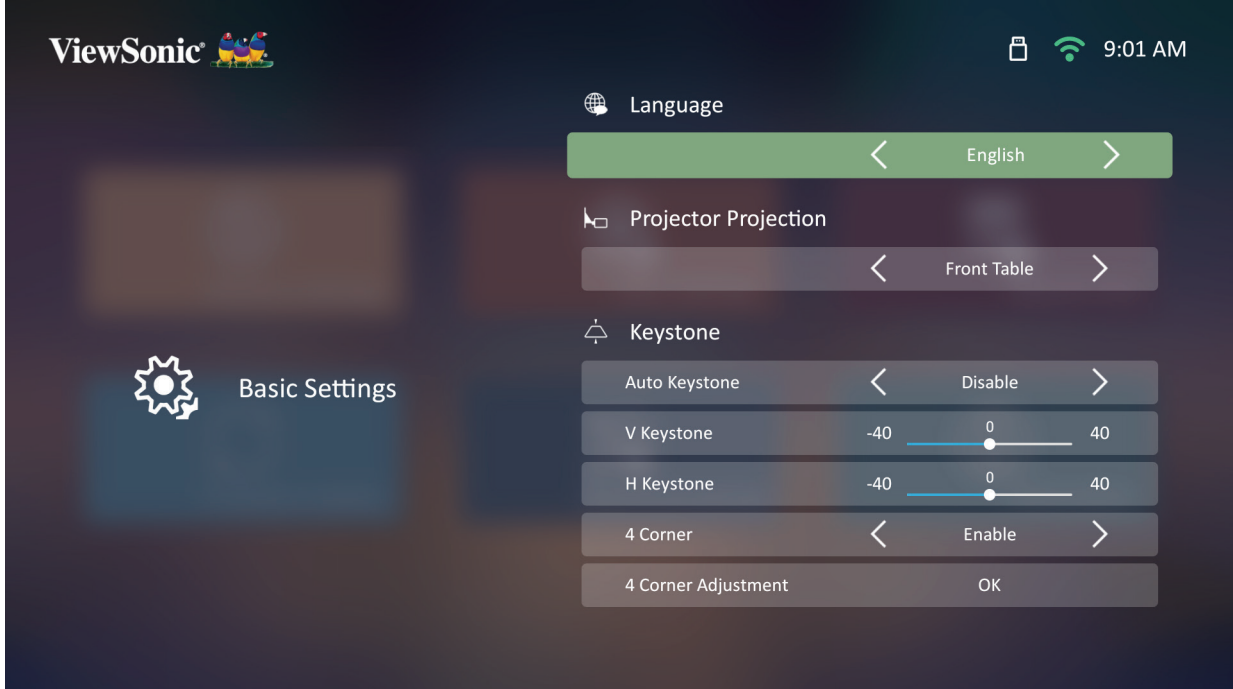 ViewSonic
9:01 AM
Language
English
Projector Projection
Front Table
Keystone
Auto Keystone Disable
V Keystone -40 0 40
H Keystone -40 0 40
4 Corner Enable
4 Corner Adjustment OK
Basic Settings